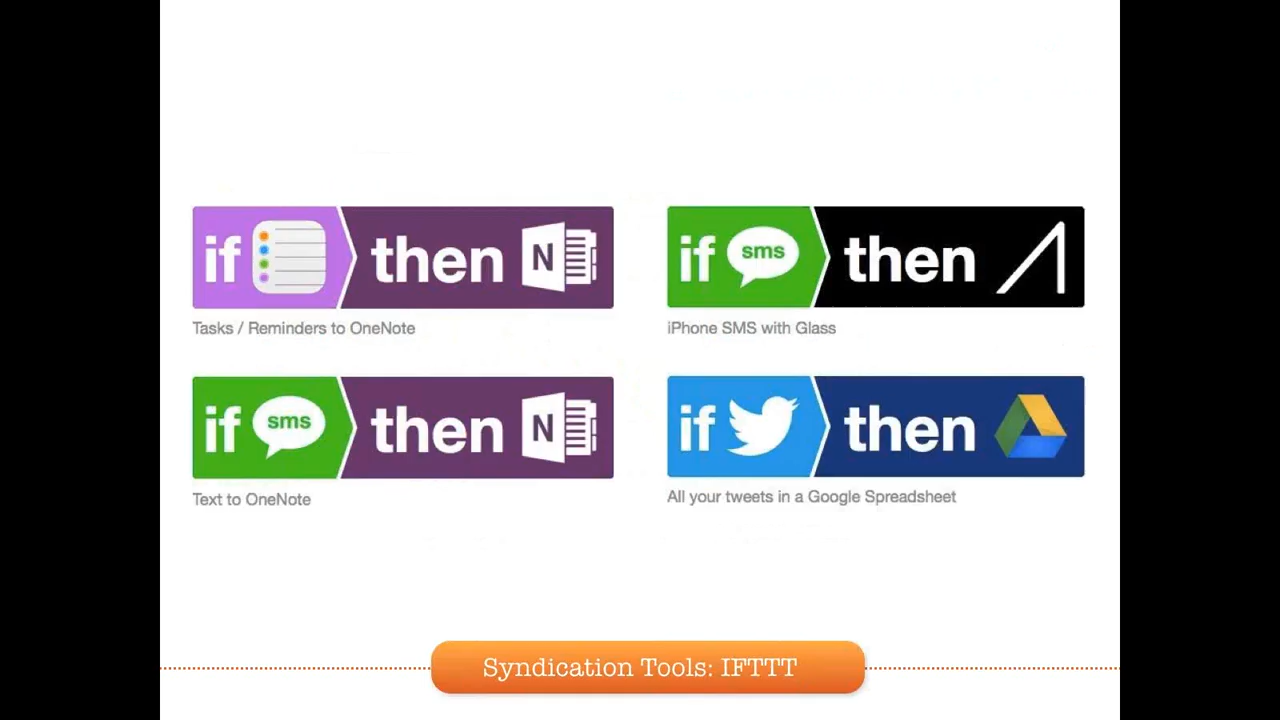 if then N
Tasks / Reminders to OneNote
if sms then
iPhone SMS with Glass
if sms then N
Text to OneNote
if then
All your tweets in a Google Spreadsheet
Syndication Tools: IFTTT